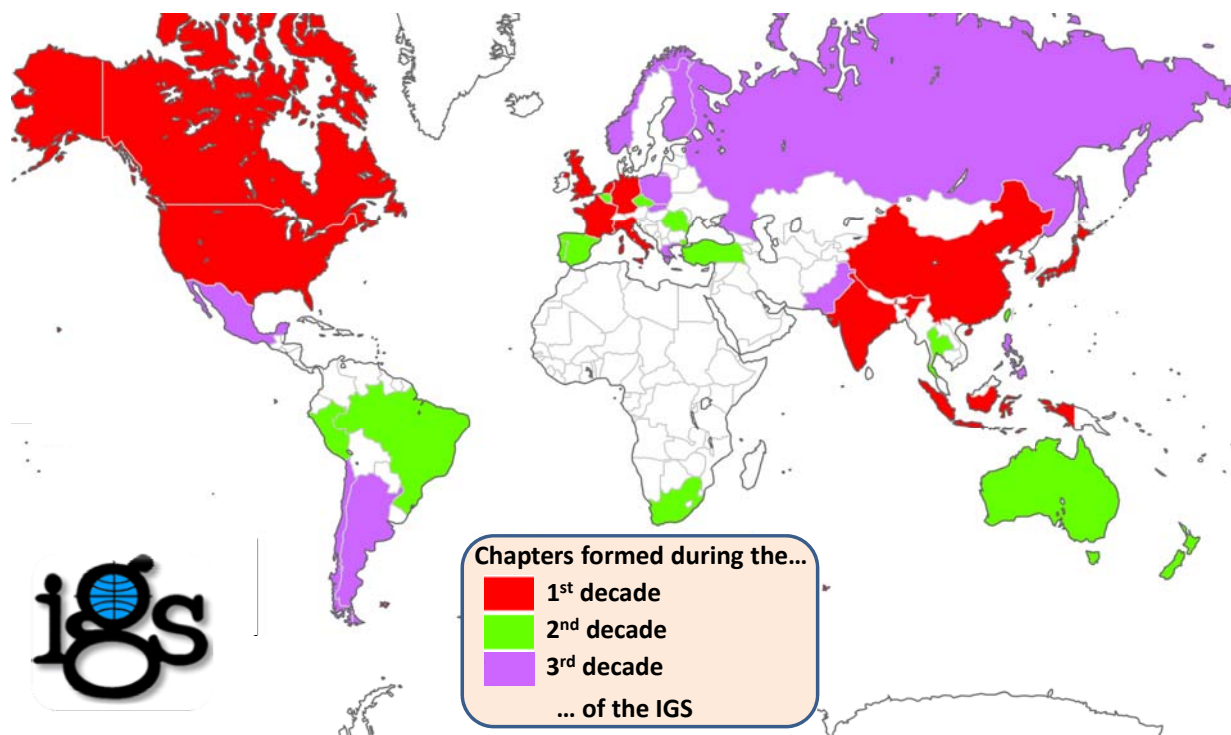 igs
Chapters formed during the...
1st decade
2nd decade
3rd decade
... of the IGS